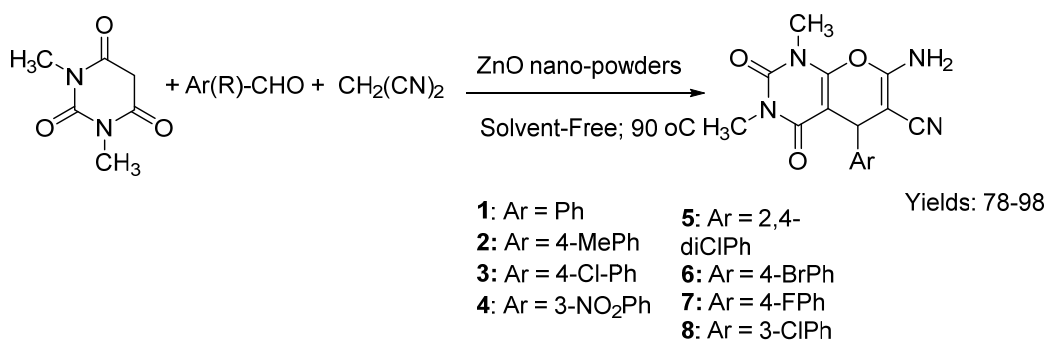 O
H3C
N
O
N
O
CH3
+ Ar(R)-CHO + CH2(CN)2
ZnO nano-powders
Solvent-Free; 90 oC
CH3
O
N
O
NH2
N
H3C
O
Ar
CN
Yields: 78-98
1: Ar = Ph
2: Ar = 4-MePh
3: Ar = 4-Cl-Ph
4: Ar = 3-NO2Ph
5: Ar = 2,4-
diClPh
6: Ar = 4-BrPh
7: Ar = 4-FPh
8: Ar = 3-ClPh